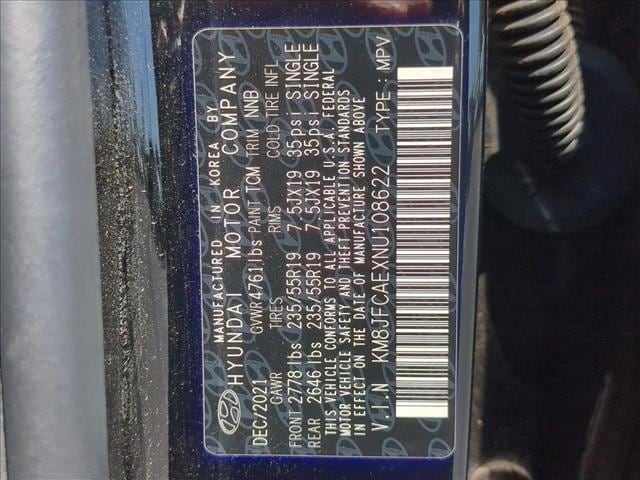 MANUFACTURED IN KOREA BY
HYUNDAI MOTOR COMPANY
DEC/2021 GVWR 4761 lbs PAINT TCM TRIM NNB
GAWR TIRES RIMS COLD TIRE INFL
FRONT 2778 lbs 235/55R19 7.5JX19 35psi SINGLE
REAR 2646 lbs 235/55R19 7.5JX19 35psi SINGLE
THIS VEHICLE CONFORMS TO ALL APPLICABLE U.S.A. FEDERAL
MOTOR VEHICLE SAFETY AND THEFT PREVENTION STANDARDS
IN EFFECT ON THE DATE OF MANUFACTURE SHOWN ABOVE
V.I.N KM8JFCAEXNU108622 TYPE : MPV